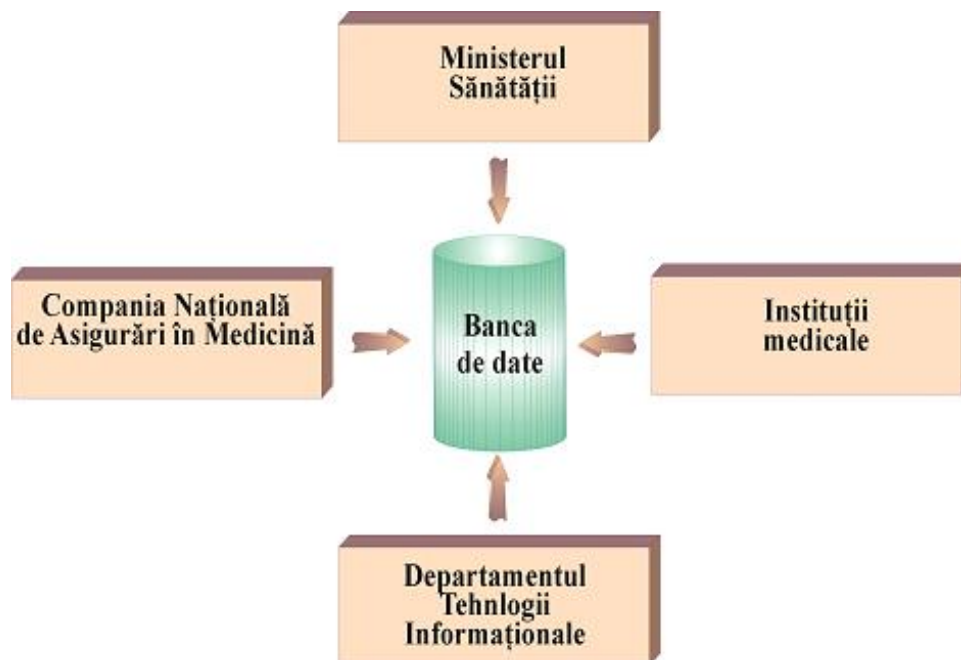 Ministerul
Sănătății
Compania Națională
de Asigurări în Medicină
Banca
de date
Instituții
medicale
Departamentul
Tehnlogii
Informaționale